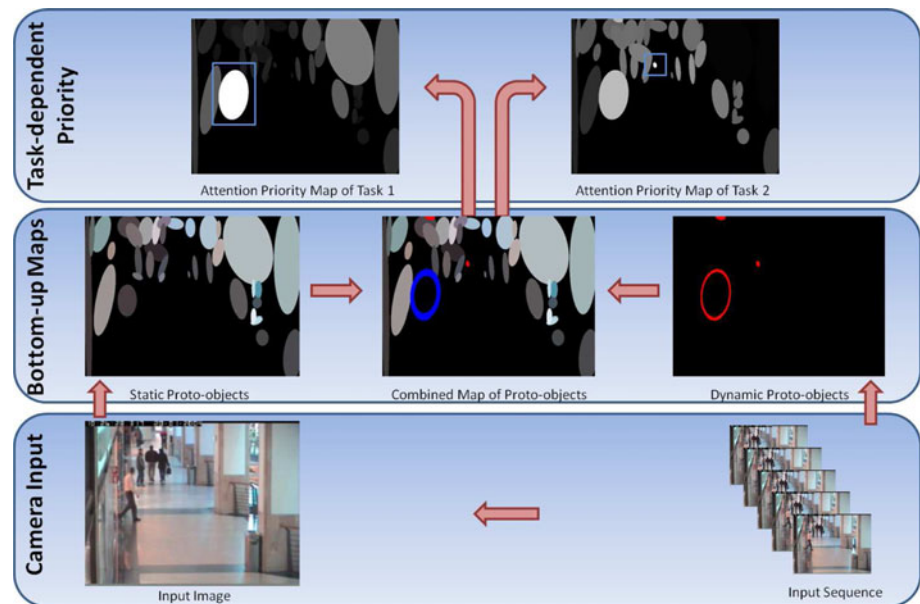 Task-dependent
Priority
Attention Priority Map of Task 1
Attention Priority Map of Task 2
Bottom-up Maps
Static Proto-objects
Combined Map of Proto-objects
Dynamic Proto-objects
Camera Input
Input Image
Input Sequence